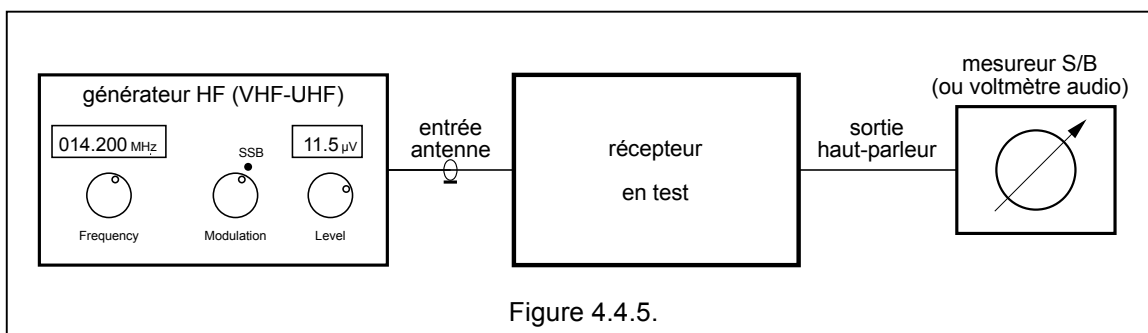 générateur HF (VHF-UHF)
014.200 MHz
SSB
11.5 µV
Frequency
Modulation
Level
entrée
antenne
récepteur
en test
sortie
haut-parleur
mesureur S/B
(ou voltmètre audio)
Figure 4.4.5.